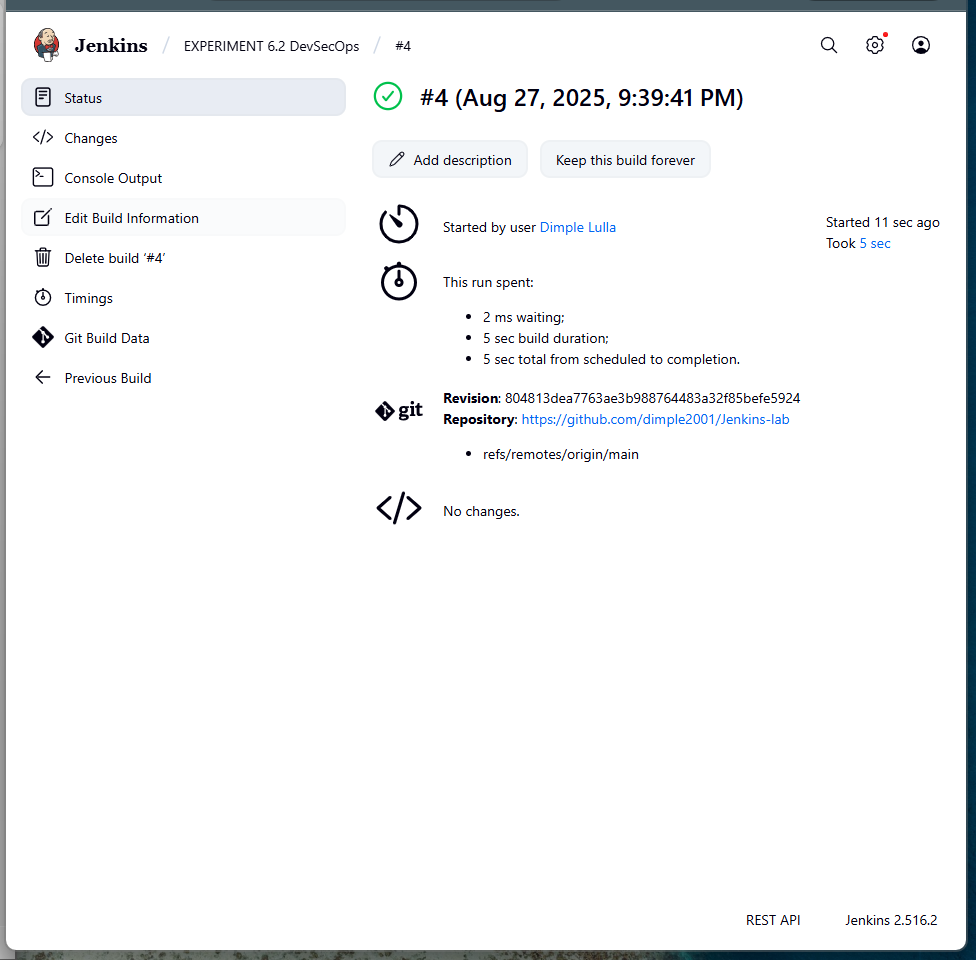 Jenkins / EXPERIMENT 6.2 DevSecOps / #4
Status
Changes
Console Output
Edit Build Information
Delete build ‘#4’
Timings
Git Build Data
Previous Build
#4 (Aug 27, 2025, 9:39:41 PM)
Add description
Keep this build forever
Started by user Dimple Lulla
Started 11 sec ago
Took 5 sec
This run spent:
• 2 ms waiting;
• 5 sec build duration;
• 5 sec total from scheduled to completion.
git
Revision: 804813dea7763ae3b988764483a32f85befe5924
Repository: https://github.com/dimple2001/Jenkins-lab
• refs/remotes/origin/main
No changes.
REST API
Jenkins 2.516.2